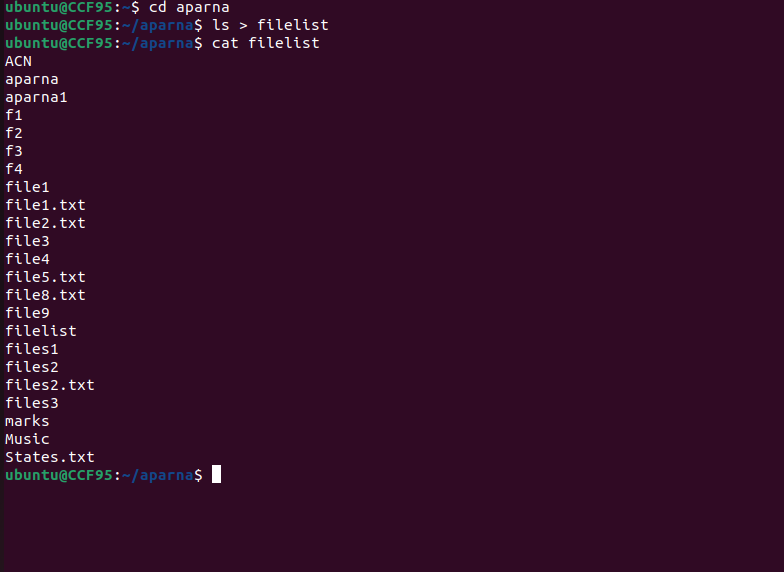 ubuntu@CCF95:~$ cd aparna
ubuntu@CCF95:~/aparna$ ls > filelist
ubuntu@CCF95:~/aparna$ cat filelist
ACN
aparna
aparna1
f1
f2
f3
f4
file1
file1.txt
file2.txt
file3
file4
file5.txt
file8.txt
file9
filelist
files1
files2
files2.txt
files3
marks
Music
States.txt
ubuntu@CCF95:~/aparna$